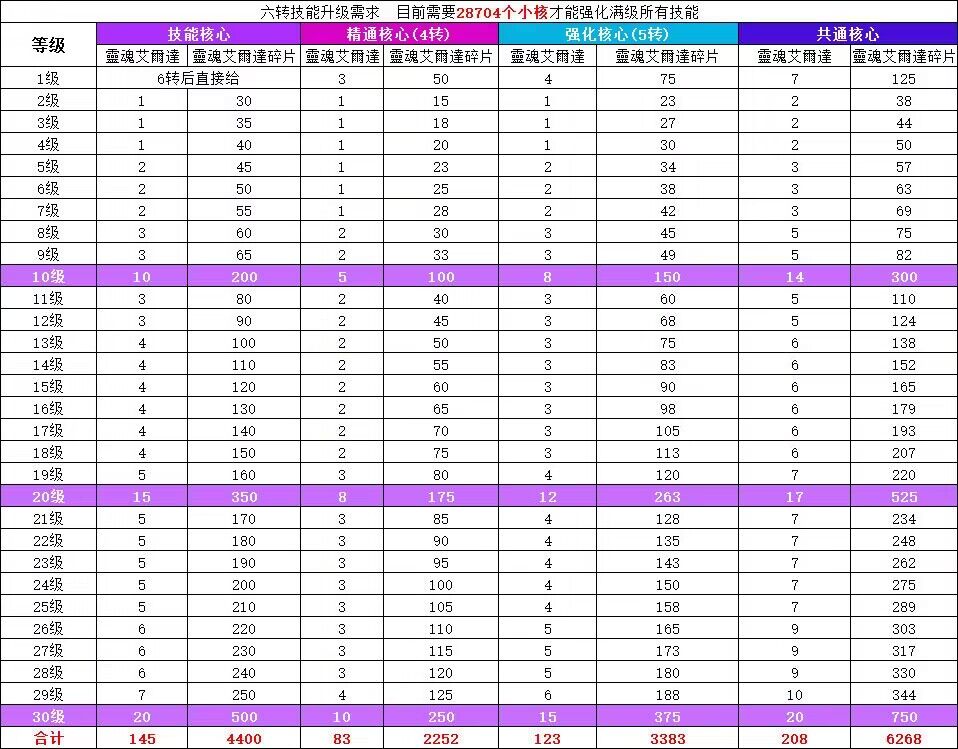 六转技能升级需求 目前需要28704个小核才能强化满级所有技能
等级 技能核心 精通核心(4转) 强化核心(5转) 共通核心
靈魂艾爾達 靈魂艾爾達碎片 靈魂艾爾達 靈魂艾爾達碎片 靈魂艾爾達 靈魂艾爾達碎片 靈魂艾爾達 靈魂艾爾達碎片
1级 6转后直接给 3 50 4 75 7 125
2级 1 30 1 15 1 23 2 38
3级 1 35 1 18 1 27 2 44
4级 1 40 1 20 1 30 2 50
5级 2 45 1 23 2 34 3 57
6级 2 50 1 25 2 38 3 63
7级 2 55 1 28 2 42 3 69
8级 3 60 2 30 3 45 5 75
9级 3 65 2 33 3 49 5 82
10级 10 200 5 100 8 150 14 300
11级 3 80 2 40 3 60 5 110
12级 3 90 2 45 3 68 5 124
13级 4 100 2 50 3 75 6 138
14级 4 110 2 55 3 83 6 152
15级 4 120 2 60 3 90 6 165
16级 4 130 2 65 3 98 6 179
17级 4 140 2 70 3 105 6 193
18级 4 150 2 75 3 113 6 207
19级 5 160 3 80 4 120 7 220
20级 15 350 8 175 12 263 17 525
21级 5 170 3 85 4 128 7 234
22级 5 180 3 90 4 135 7 248
23级 5 190 3 95 4 143 7 262
24级 5 200 3 100 4 150 7 275
25级 5 210 3 105 4 158 7 289
26级 6 220 3 110 5 165 9 303
27级 6 230 3 115 5 173 9 317
28级 6 240 3 120 5 180 9 330
29级 7 250 4 125 6 188 10 344
30级 20 500 10 250 15 375 20 750
合计 145 4400 83 2252 123 3383 208 6268